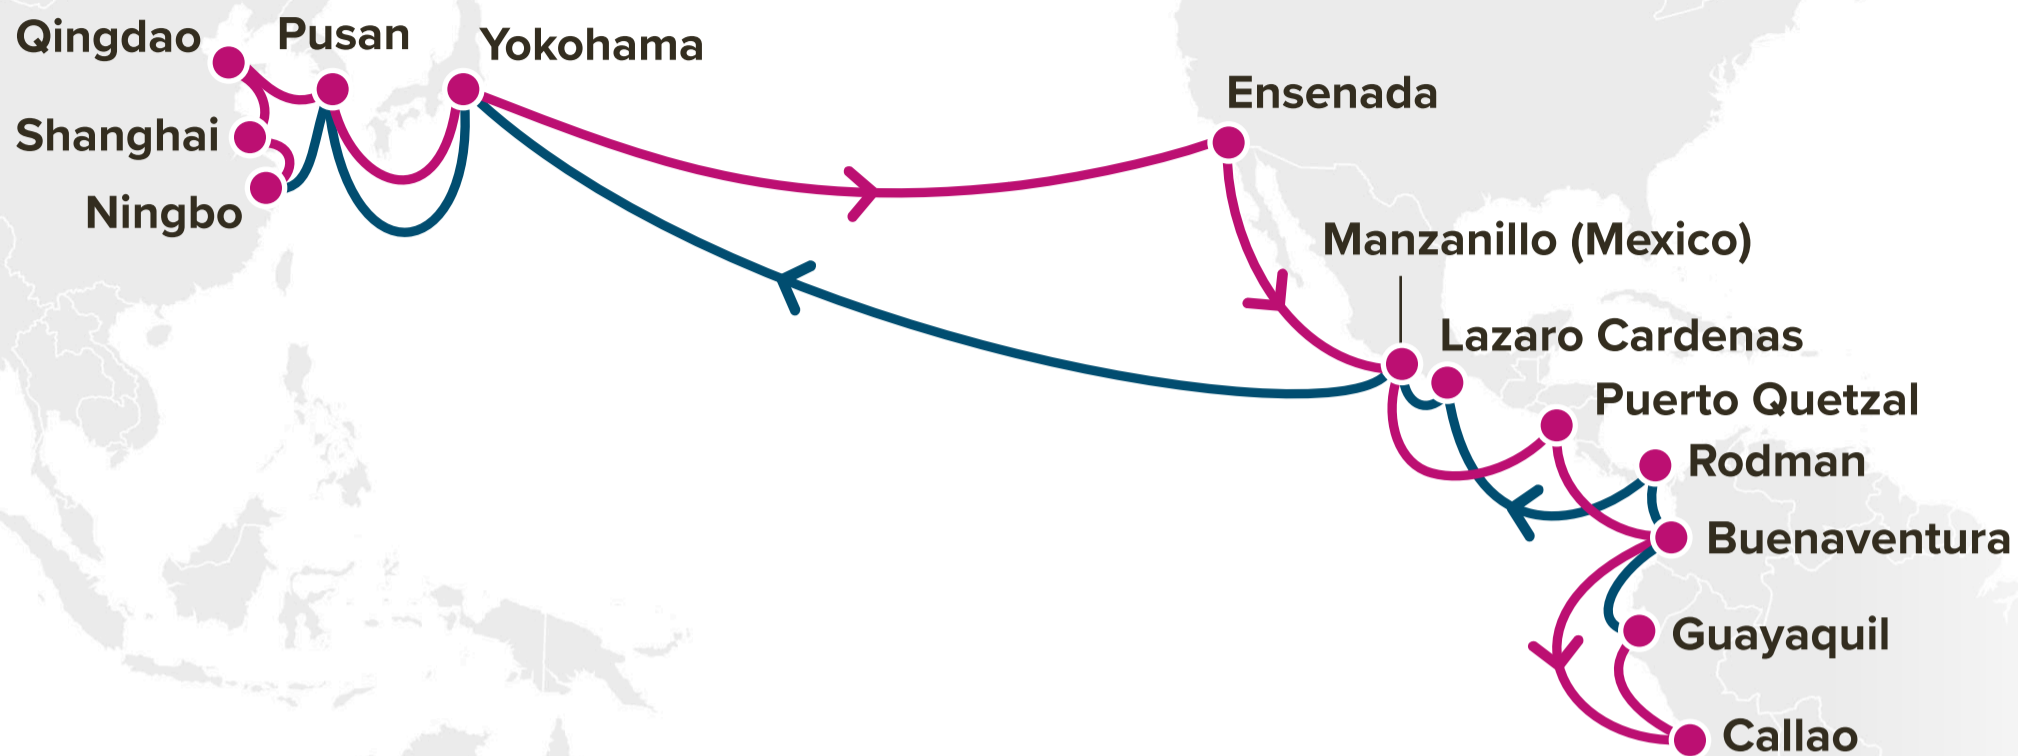 Qingdao
Pusan
Yokohama
Shanghai
Ningbo
Ensenada
Manzanillo (Mexico)
Lazaro Cardenas
Puerto Quetzal
Rodman
Buenaventura
Guayaquil
Callao